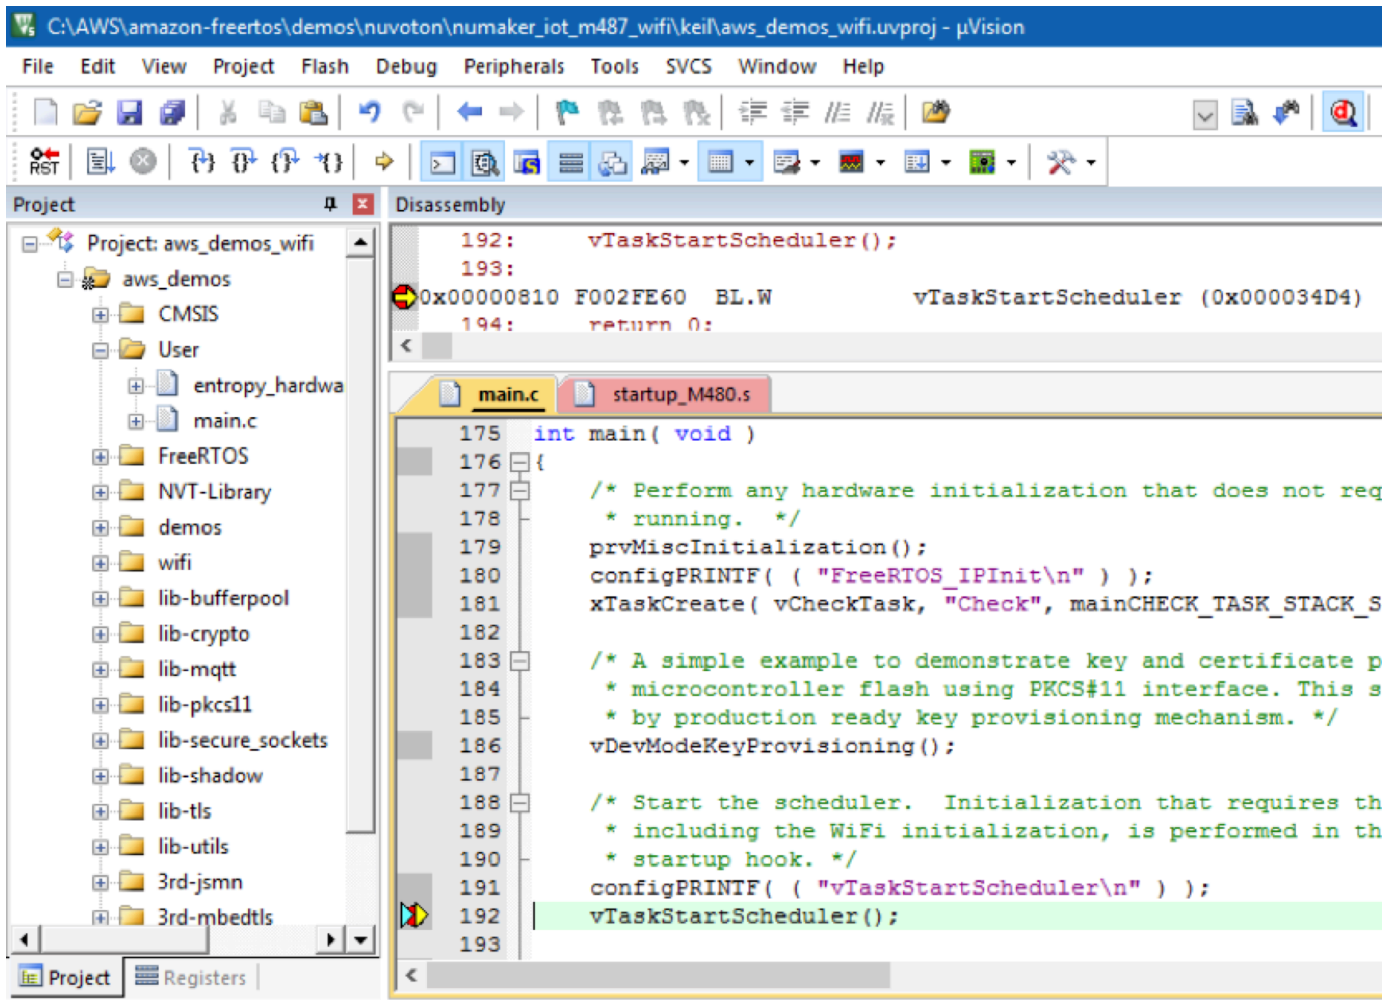 C:\AWS\amazon-freertos\demos\nuvoton\numaker_iot_m487_wifi\keil\aws_demos_wifi.uvproj - µVision
File Edit View Project Flash Debug Peripherals Tools SVCS Window Help
RST
Project
Project: aws_demos_wifi
aws_demos
CMSIS
User
entropy_hardwa
main.c
FreeRTOS
NVT-Library
demos
wifi
lib-bufferpool
lib-crypto
lib-mqtt
lib-pkcs11
lib-secure_sockets
lib-shadow
lib-tls
lib-utils
3rd-jsmn
3rd-mbedtls
Project Registers
Disassembly
192: vTaskStartScheduler();
193:
0x00000810 F002FE60 BL.W vTaskStartScheduler (0x000034D4)
194: return 0;
main.c startup_M480.s
175 int main( void )
176 {
177 /* Perform any hardware initialization that does not req
178 * running. */
179 prvMiscInitialization();
180 configPRINTF( ( "FreeRTOS_IPInit\n" ) );
181 xTaskCreate( vCheckTask, "Check", mainCHECK_TASK_STACK_S
182
183 /* A simple example to demonstrate key and certificate p
184 * microcontroller flash using PKCS#11 interface. This s
185 * by production ready key provisioning mechanism. */
186 vDevModeKeyProvisioning();
187
188 /* Start the scheduler. Initialization that requires th
189 * including the WiFi initialization, is performed in th
190 * startup hook. */
191 configPRINTF( ( "vTaskStartScheduler\n" ) );
192 vTaskStartScheduler();
193